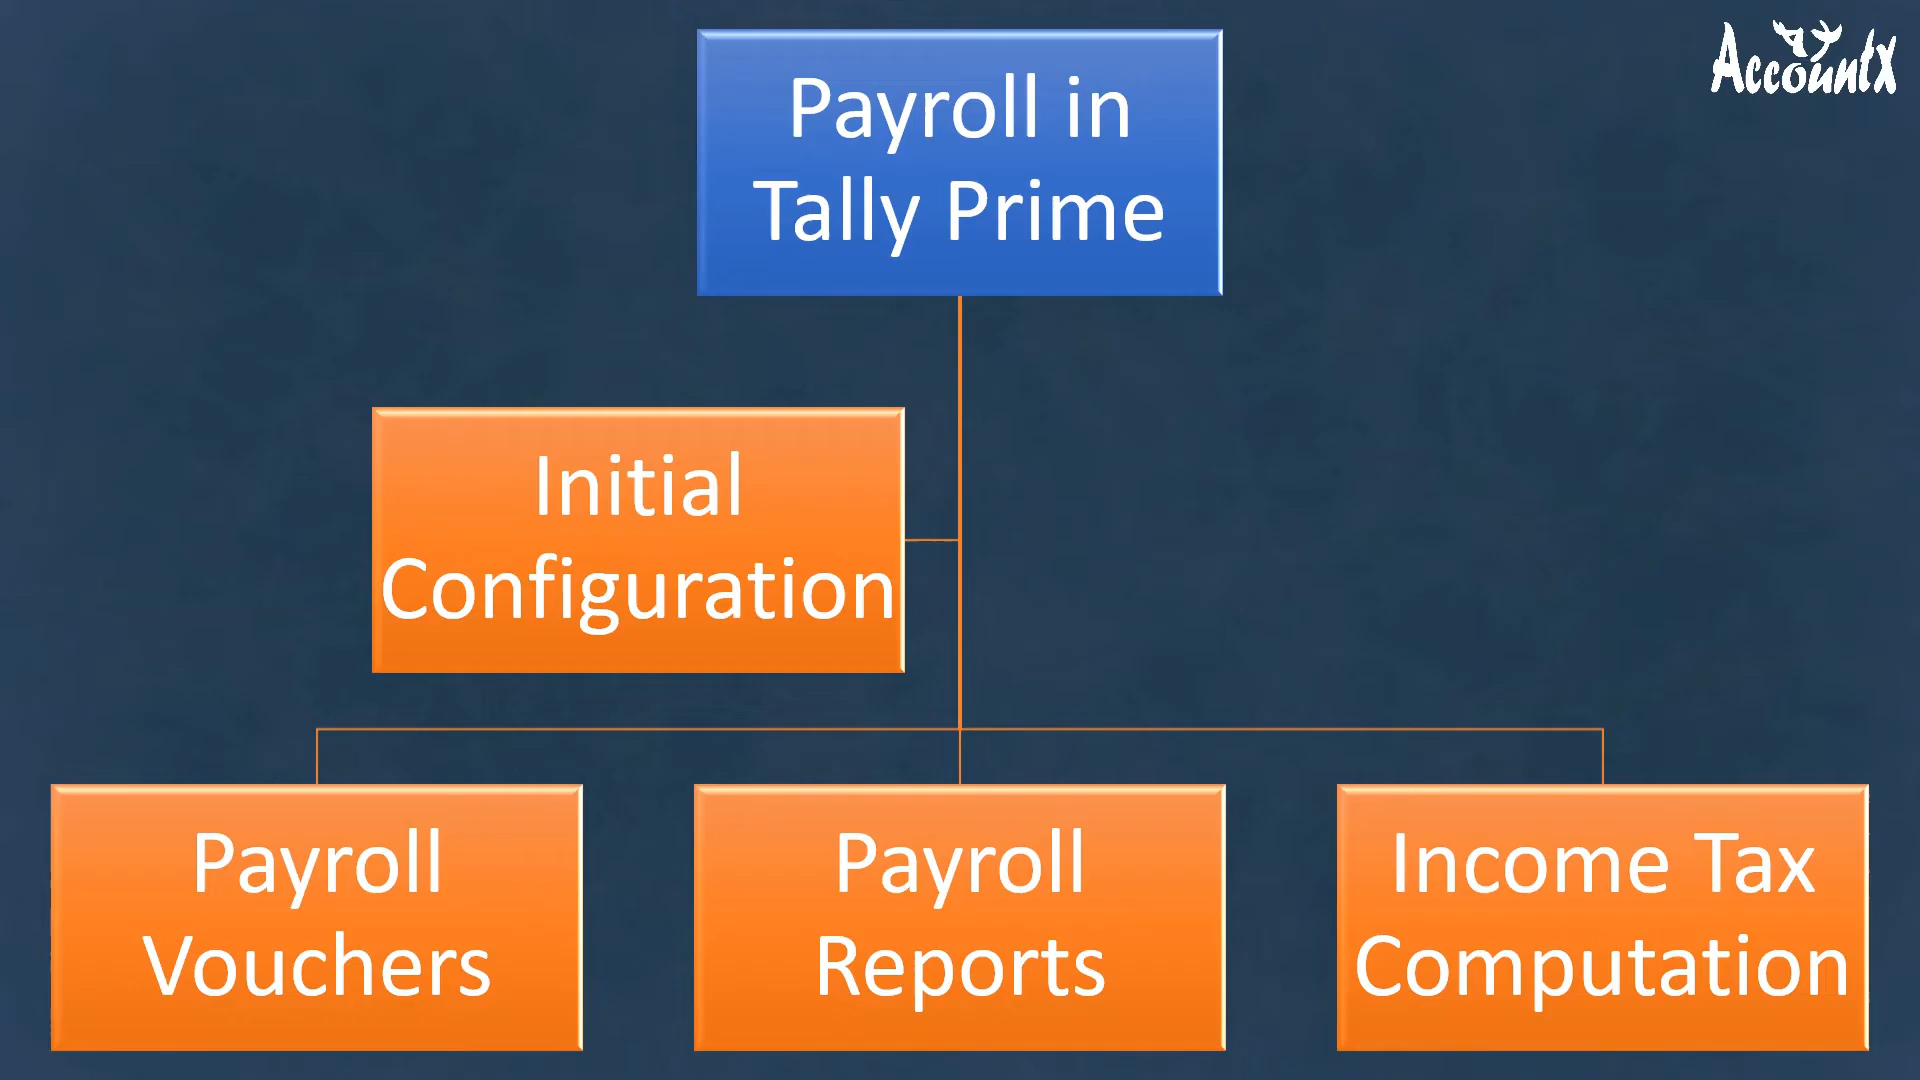 Payroll in
Tally Prime
AccountX
Initial
Configuration
Payroll
Vouchers
Payroll
Reports
Income Tax
Computation